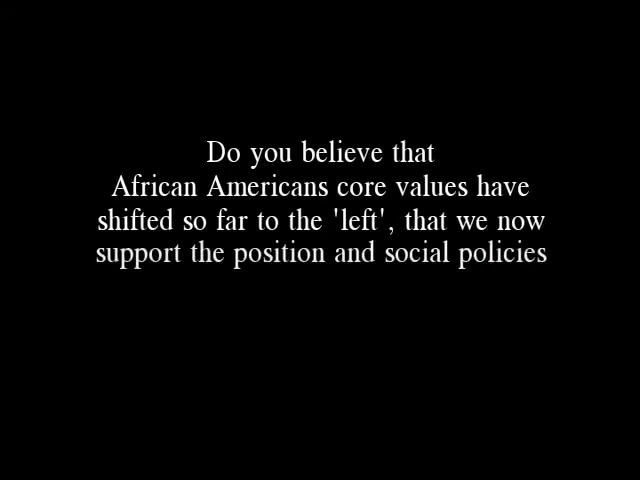 Do you believe that
African Americans core values have
shifted so far to the 'left', that we now
support the position and social policies